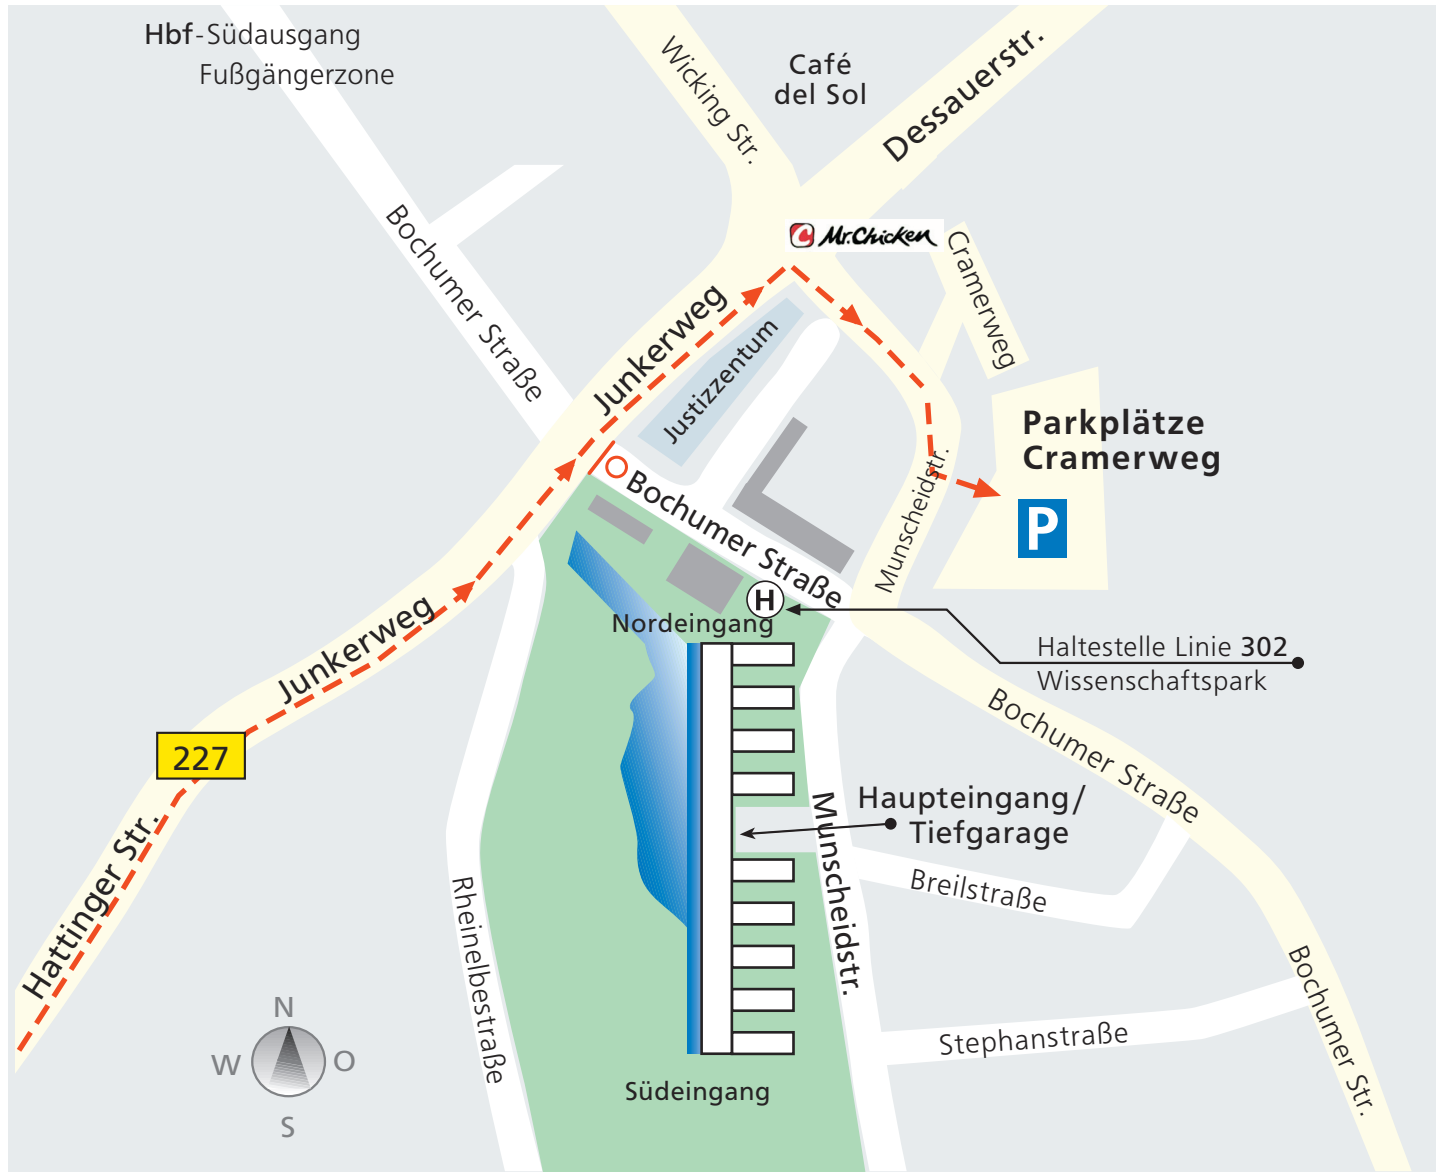 Hbf-Südausgang
Fußgängerzone
Wicking Str.
Café
del Sol
Dessauerstr.
Bochumer Straße
Mr.Chicken
Cramerweg
Junkerweg
Justizzentum
Parkplätze
Cramerweg
P
Bochumer Straße
Munscheidstr.
H
Nordeingang
Junkerweg
Haltestelle Linie 302
Wissenschaftspark
227
Bochumer Straße
Haupteingang/
Tiefgarage
Munscheidstr.
Hattinger Str.
Breilstraße
Rheinelbestraße
Bochumer Str.
Stephanstraße
N
W
O
S
Südeingang